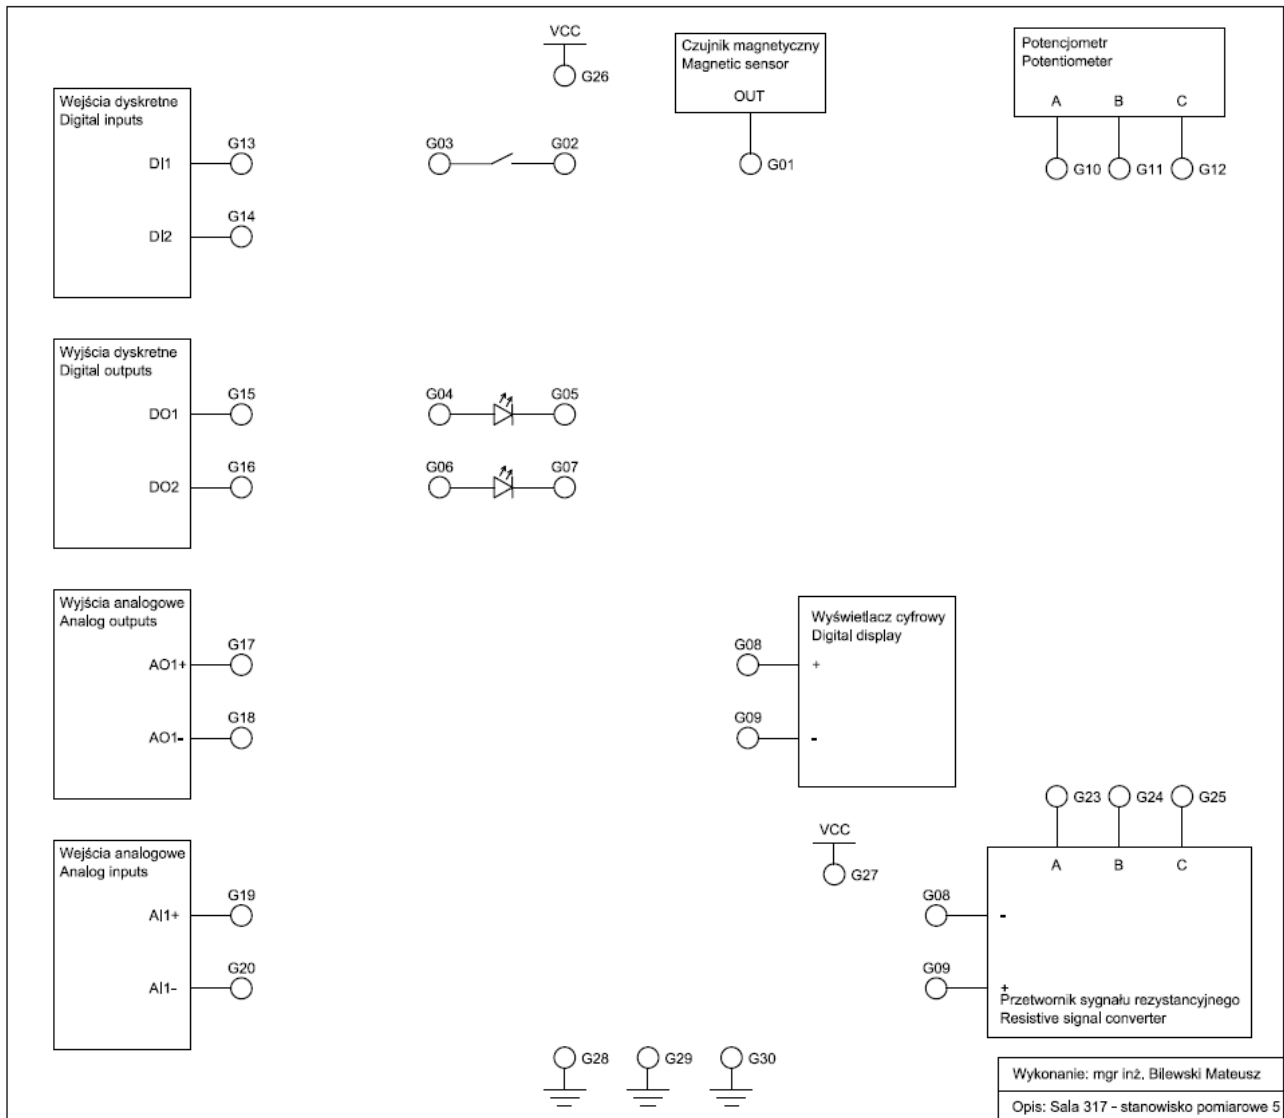 VCC
G26
Czujnik magnetyczny
Magnetic sensor
OUT
G01
Potencjometr
Potentiometer
A B C
G10 G11 G12
Wejścia dyskretne
Digital inputs
DI1
G13
DI2
G14
G03
G02
Wyjścia dyskretne
Digital outputs
DO1
G15
DO2
G16
G04
G05
G06
G07
Wyjścia analogowe
Analog outputs
AO1+
G17
AO1-
G18
Wyświetlacz cyfrowy
Digital display
G08
+
G09
-
Wejścia analogowe
Analog inputs
AI1+
G19
AI1-
G20
VCC
G27
G23 G24 G25
A B C
G08
-
G09
+
Przetwornik sygnału rezystancyjnego
Resistive signal converter
G28 G29 G30
Wykonanie: mgr inż. Bilewski Mateusz
Opis: Sala 317 - stanowisko pomiarowe 5